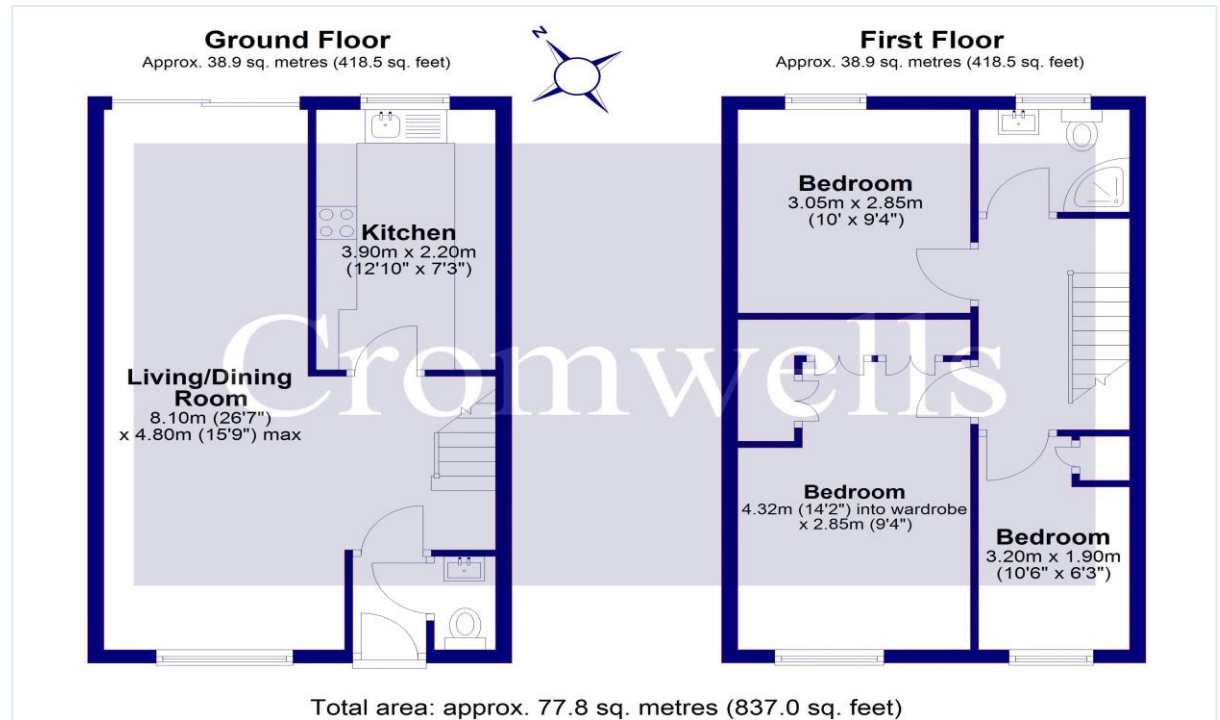 Ground Floor
Approx. 38.9 sq. metres (418.5 sq. feet)
N
First Floor
Approx. 38.9 sq. metres (418.5 sq. feet)
Kitchen
3.90m x 2.20m
(12'10" x 7'3")
Living/Dining
Room
8.10m (26'7")
x 4.80m (15'9") max
Bedroom
3.05m x 2.85m
(10' x 9'4")
Cromwells
Bedroom
4.32m (14'2") into wardrobe
x 2.85m (9'4")
Bedroom
3.20m x 1.90m
(10'6" x 6'3")
Total area: approx. 77.8 sq. metres (837.0 sq. feet)